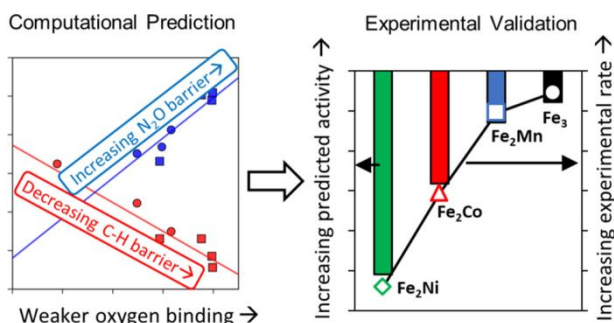 Computational Prediction
Increasing N₂O barrier→
Decreasing C-H barrier→
Weaker oxygen binding →
Experimental Validation
Increasing predicted activity →
Fe₂Ni
Fe₂Co
Fe₂Mn
Fe₃
Increasing experimental rate →